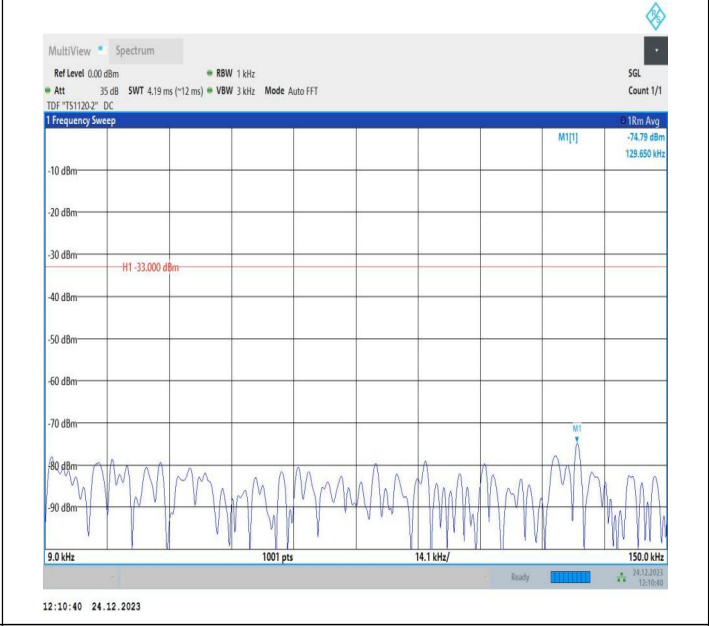 R S
MultiView Spectrum
Ref Level 0.00 dBm RBW 1 kHz SGL
Att 35 dB SWT 4.19 ms (~12 ms) VBW 3 kHz Mode Auto FFT Count 1/1
TDF "TS1120-2" DC
1 Frequency Sweep 1Rm Avg
M1[1] -74.79 dBm
129.650 kHz
-10 dBm
-20 dBm
-30 dBm
H1 -33.000 dBm
-40 dBm
-50 dBm
-60 dBm
-70 dBm
M1
-80 dBm
-90 dBm
9.0 kHz 1001 pts 14.1 kHz/ 150.0 kHz
Ready 24.12.2023
12:10:40
12:10:40 24.12.2023